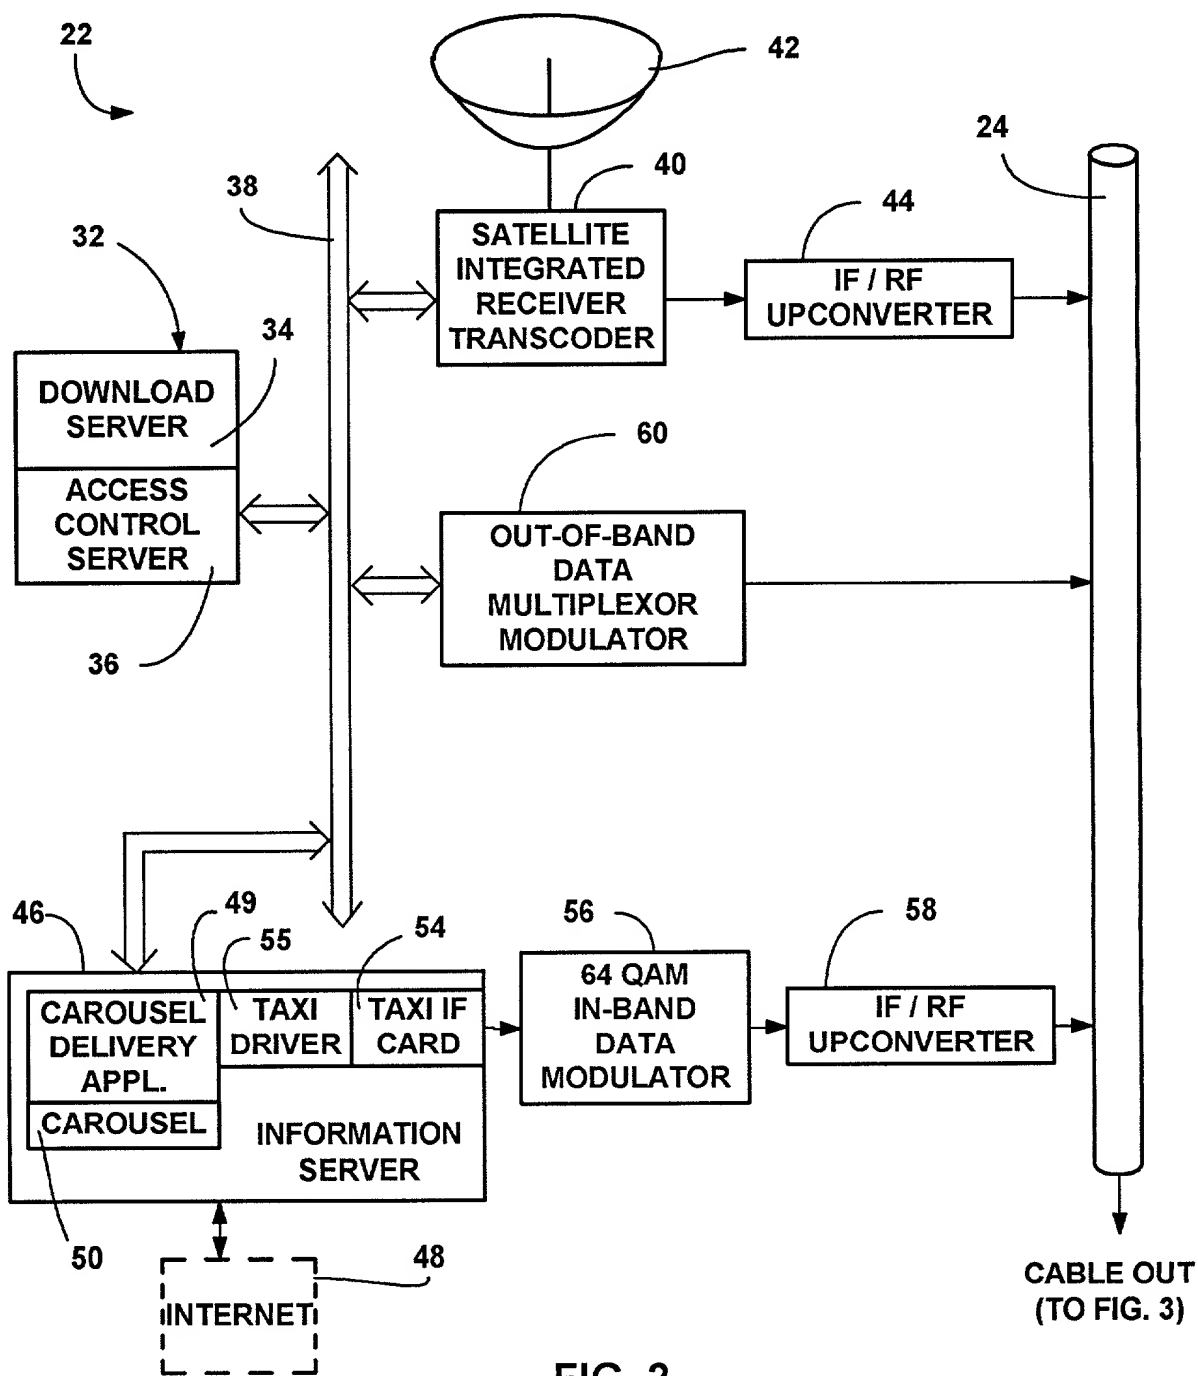 22
42
24
40
38
44
32
SATELLITE
INTEGRATED
RECEIVER
TRANSCODER
IF / RF
UPCONVERTER
34
DOWNLOAD
SERVER
60
ACCESS
CONTROL
SERVER
OUT-OF-BAND
DATA
MULTIPLEXOR
MODULATOR
36
46
49
55
54
56
58
CAROUSEL
DELIVERY
APPL.
TAXI
DRIVER
TAXI IF
CARD
64 QAM
IN-BAND
DATA
MODULATOR
IF / RF
UPCONVERTER
CAROUSEL
INFORMATION
SERVER
50
48
INTERNET
CABLE OUT
(TO FIG. 3)
FIG. 2